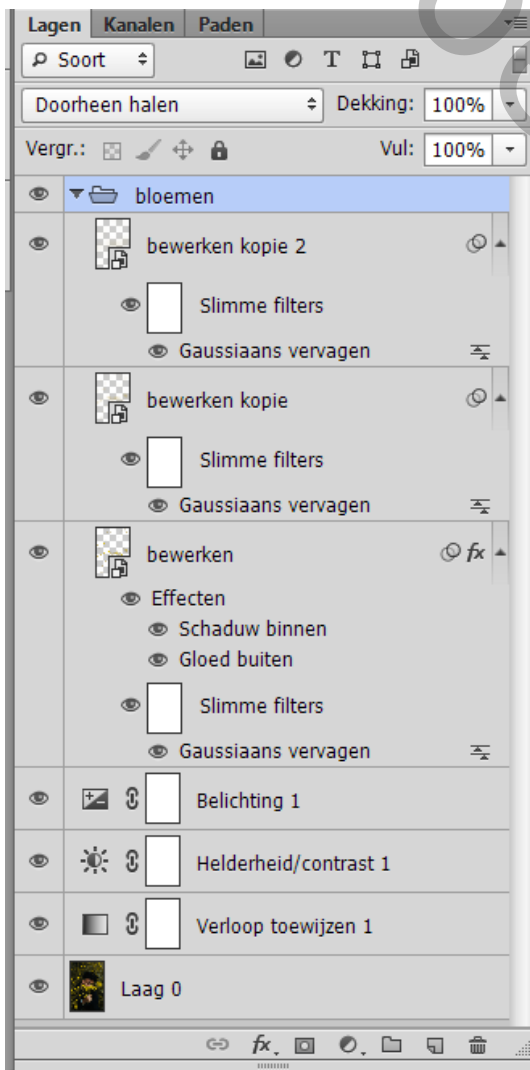 Lagen Kanalen Paden
Soort T
Doorheen halen Dekking: 100%
Vergr.: Vul: 100%
bloemen
bewerken kopie 2
Slimme filters
Gaussiaans vervagen
bewerken kopie
Slimme filters
Gaussiaans vervagen
bewerken fx
Effecten
Schaduw binnen
Gloed buiten
Slimme filters
Gaussiaans vervagen
Belichting 1
Helderheid/contrast 1
Verloop toewijzen 1
Laag 0
fx